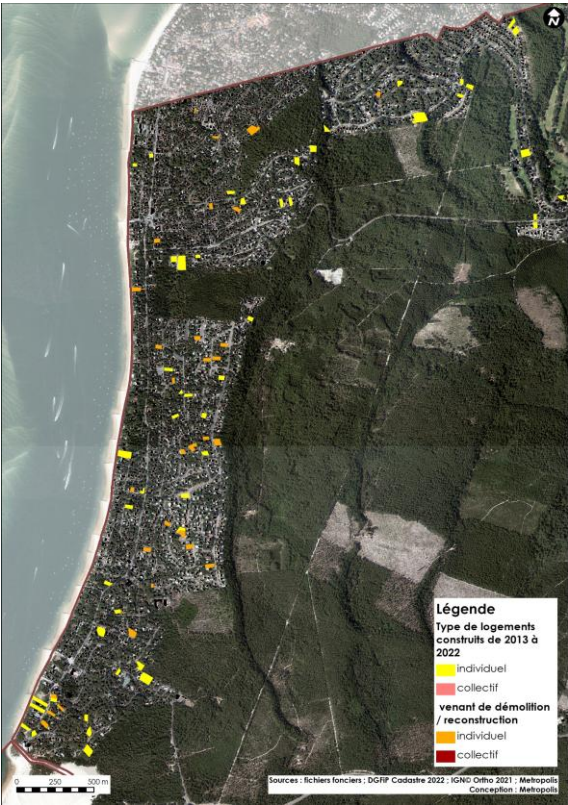 N
Légende
Type de logements
construits de 2013 à
2022
individuel
collectif
venant de démolition
/ reconstruction
individuel
collectif
0 250 500 m
Sources : fichiers fonciers ; DGFiP Cadastre 2022 ; IGN© Ortho 2021 ; Metropolis
Conception : Metropolis